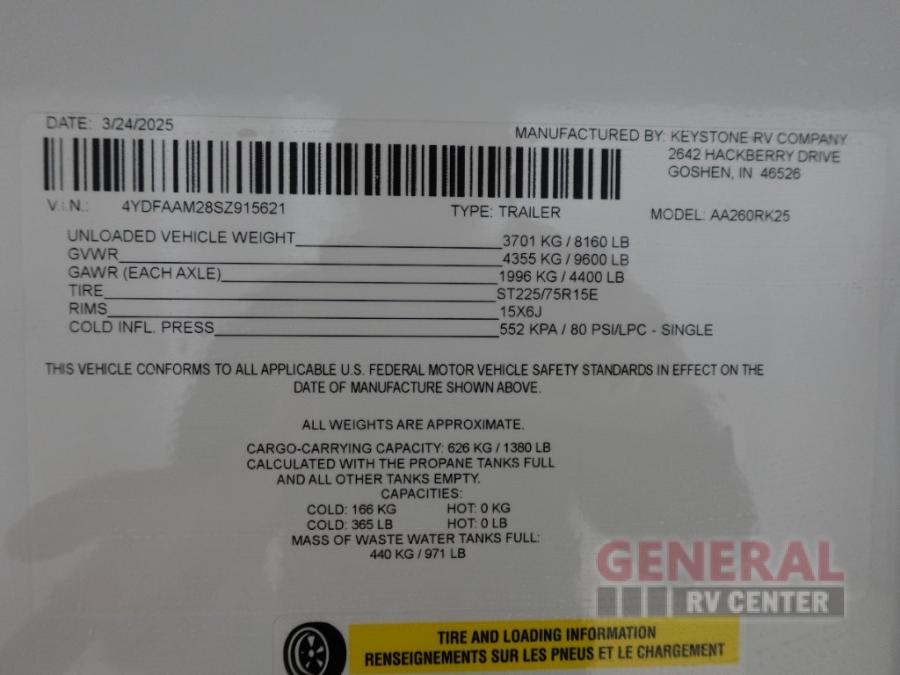 DATE: 3/24/2025
MANUFACTURED BY: KEYSTONE RV COMPANY
2642 HACKBERRY DRIVE
GOSHEN, IN 46526
V.I.N.: 4YDFAAM28SZ915621 TYPE: TRAILER MODEL: AA260RK25
UNLOADED VEHICLE WEIGHT 3701 KG / 8160 LB
GVWR 4355 KG / 9600 LB
GAWR (EACH AXLE) 1996 KG / 4400 LB
TIRE ST225/75R15E
RIMS 15X6J
COLD INFL. PRESS 552 KPA / 80 PSI/LPC - SINGLE
THIS VEHICLE CONFORMS TO ALL APPLICABLE U.S. FEDERAL MOTOR VEHICLE SAFETY STANDARDS IN EFFECT ON THE
DATE OF MANUFACTURE SHOWN ABOVE.
ALL WEIGHTS ARE APPROXIMATE.
CARGO-CARRYING CAPACITY: 626 KG / 1380 LB
CALCULATED WITH THE PROPANE TANKS FULL
AND ALL OTHER TANKS EMPTY.
CAPACITIES:
COLD: 166 KG HOT: 0 KG
COLD: 365 LB HOT: 0 LB
MASS OF WASTE WATER TANKS FULL:
440 KG / 971 LB
GENERAL
RV CENTER
TIRE AND LOADING INFORMATION
RENSEIGNEMENTS SUR LES PNEUS ET LE CHARGEMENT